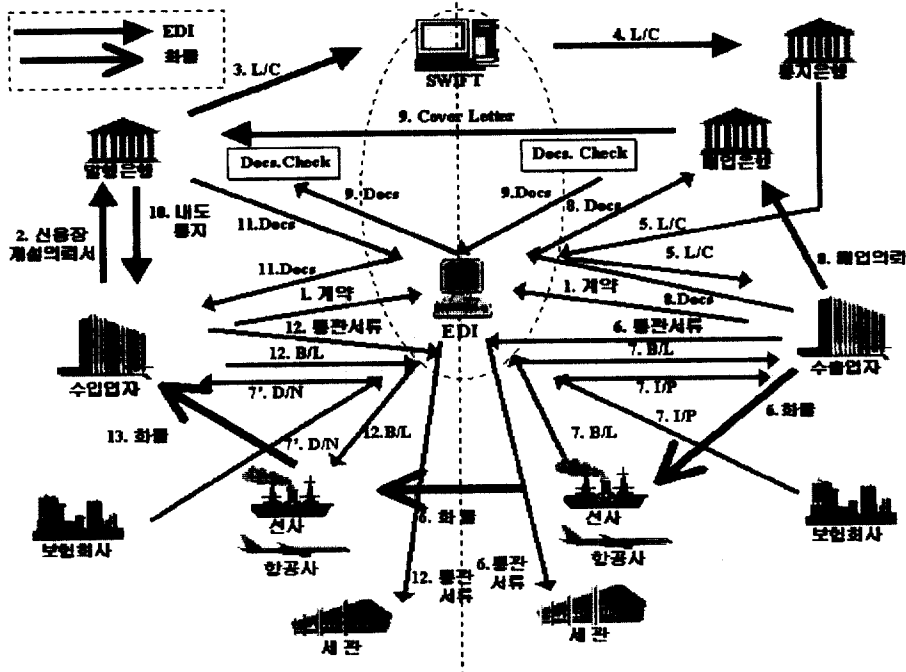 EDI
화물
SWIFT
4. L/C
통지은행
3. L/C
9. Cover Letter
발행은행
매입은행
Docs.Check
Docs. Check
9. Docs
9.Docs
8. Docs
2. 신용장
개설의뢰서
10. 내도
통지
11.Docs
5. L/C
5. L/C
8. 매입의뢰
11.Docs
1. 계약
1. 계약
8.Docs
EDI
12. 통관서류
6. 통관서류
12. B/L
7. B/L
수입업자
수출업자
7'. D/N
7. I/P
13. 화물
7'. D/N
12.B/L
7. B/L
7. I/P
6.화물
6. 화물
선사
선사
보험회사
보험회사
항공사
항공사
12. 통관
서류
6. 통관
서류
세관
세관